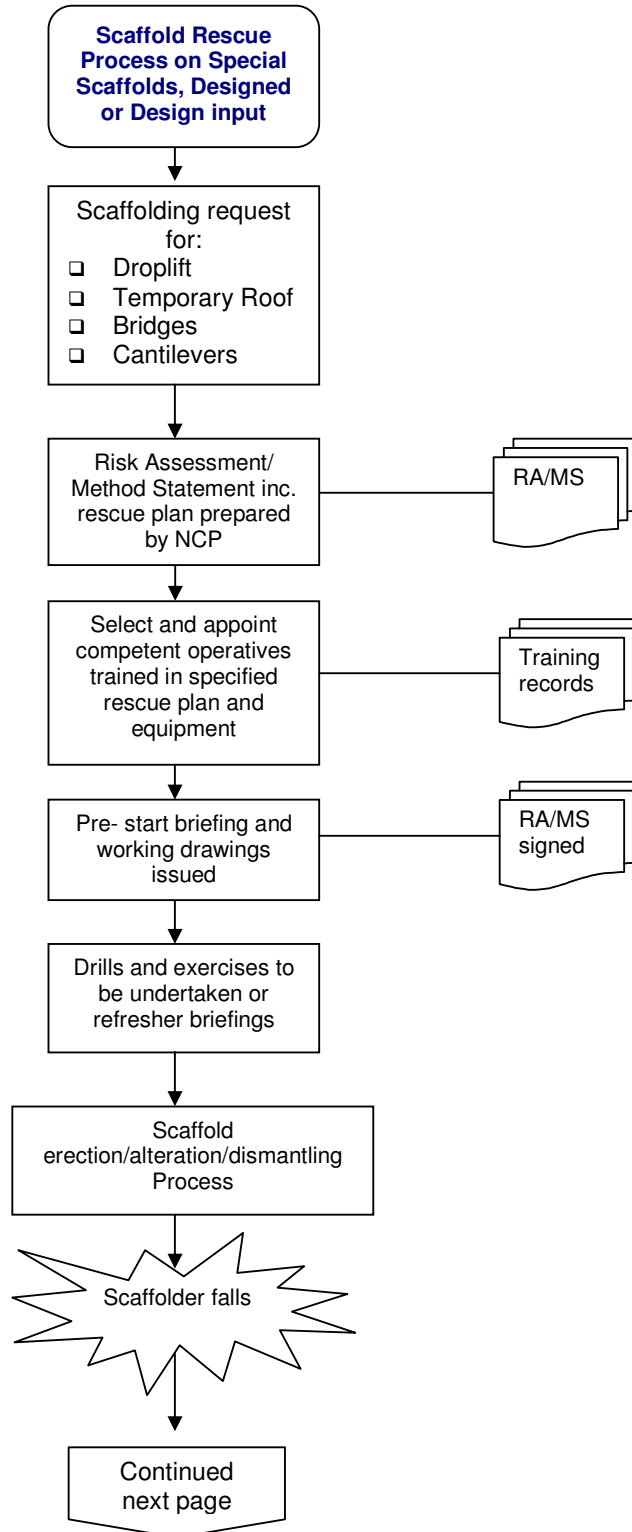 Scaffold Rescue
Process on Special
Scaffolds, Designed
or Design input
Scaffolding request
for:
❑ Droplift
❑ Temporary Roof
❑ Bridges
❑ Cantilevers
Risk Assessment/
Method Statement inc.
rescue plan prepared
by NCP
RA/MS
Select and appoint
competent operatives
trained in specified
rescue plan and
equipment
Training
records
Pre- start briefing and
working drawings
issued
RA/MS
signed
Drills and exercises to
be undertaken or
refresher briefings
Scaffold
erection/alteration/dismantling
Process
Scaffolder falls
Continued
next page